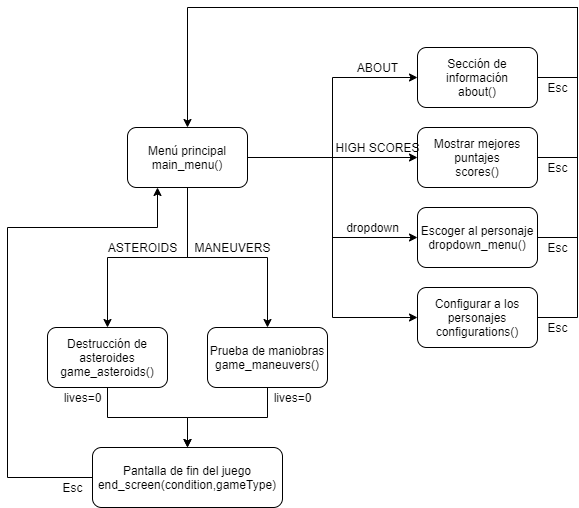 ABOUT
Sección de
información
about()
Esc
Menú principal
main_menu()
HIGH SCORES
Mostrar mejores
puntajes
scores()
Esc
dropdown
Escoger al personaje
dropdown_menu()
Esc
ASTEROIDS
MANEUVERS
Configurar a los
personajes
configurations()
Esc
Destrucción de
asteroides
game_asteroids()
Prueba de maniobras
game_maneuvers()
lives=0
lives=0
Pantalla de fin del juego
end_screen(condition,gameType)
Esc